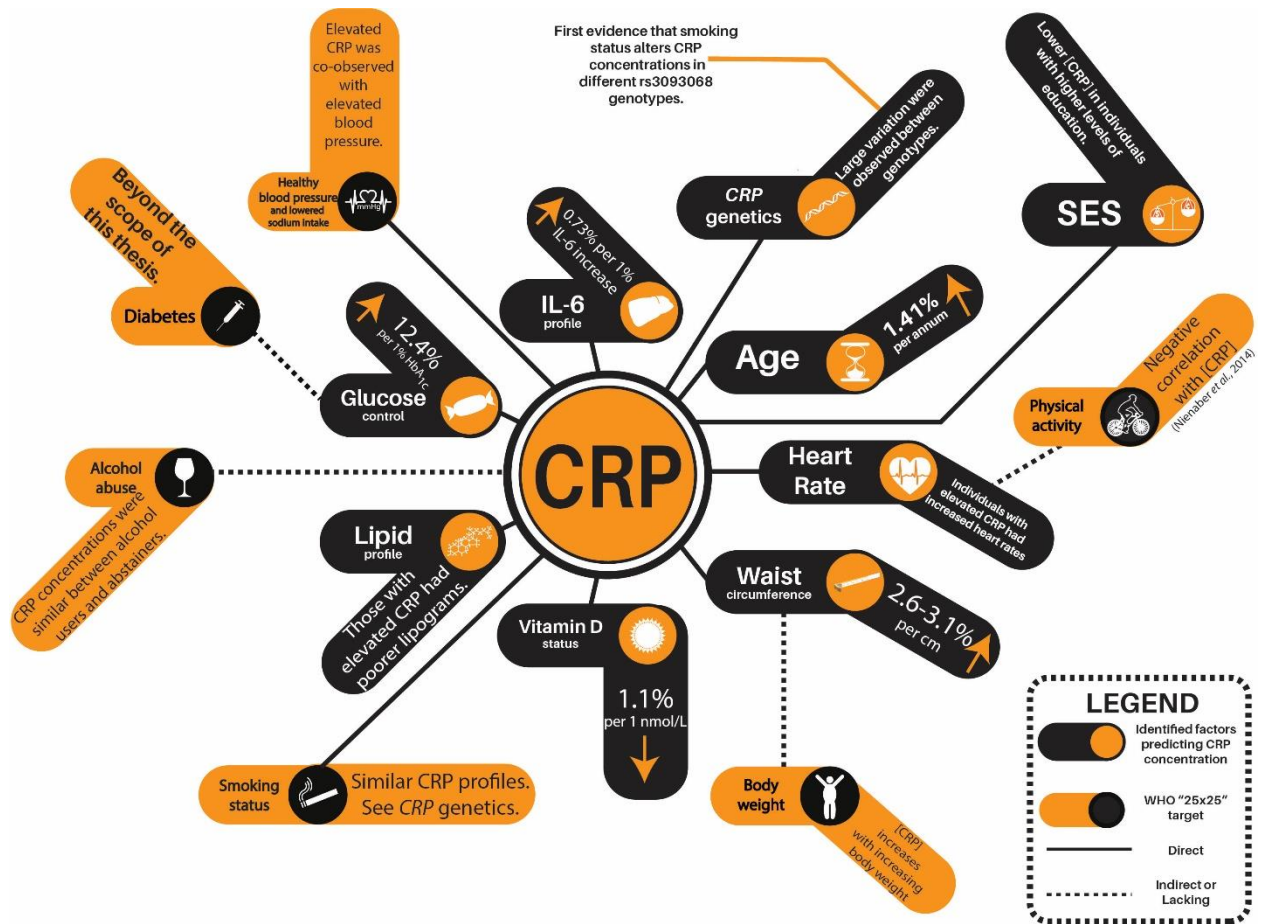 Elevated
CRP was
co-observed
with
elevated
blood
pressure.
Healthy
blood pressure
and lowered
sodium intake
mmHg
First evidence that smoking
status alters CRP
concentrations in
different rs3093068
genotypes.
Large variation were
observed between
genotypes.
CRP
genetics
Lower [CRP] in individuals
with higher levels of
education.
SES
Beyond the
scope of
this thesis.
Diabetes
0.73% per 1%
IL-6 increase
IL-6
profile
12.4%
per 1% HbA1c
Glucose
control
1.41%
per annum
Age
Negative
correlation
with [CRP]
(Nienaber et al., 2014)
Physical
activity
CRP
Heart
Rate
Individuals with
elevated CRP had
increased heart rates
Alcohol
abuse
CRP concentrations were
similar between alcohol
users and abstainers.
Lipid
profile
Those with
elevated CRP had
poorer lipograms.
Waist
circumference
2.6-3.1%
per cm
Vitamin D
status
1.1%
per 1 nmol/L
Smoking
status
Similar CRP profiles.
See CRP genetics.
Body
weight
[CRP]
increases
with increasing
body weight
LEGEND
Identified factors
predicting CRP
concentration
WHO "25x25"
target
Direct
Indirect or
Lacking